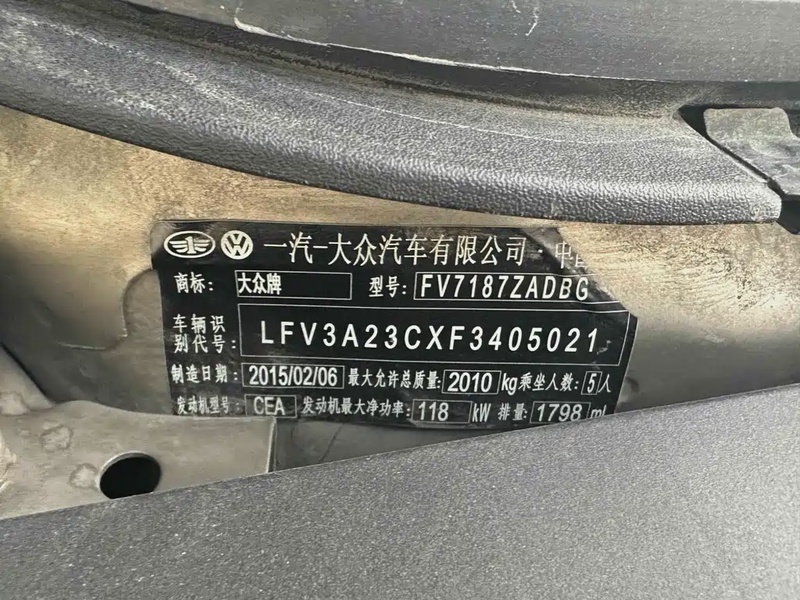 一汽-大众汽车有限公司·中国
商标: 大众牌 型号: FV7187ZADBG
车辆识别代号: LFV3A23CXF3405021
制造日期: 2015/02/06 最大允许总质量: 2010 kg 乘坐人数: 5 人
发动机型号: CEA 发动机最大净功率: 118 kW 排量: 1798 ml